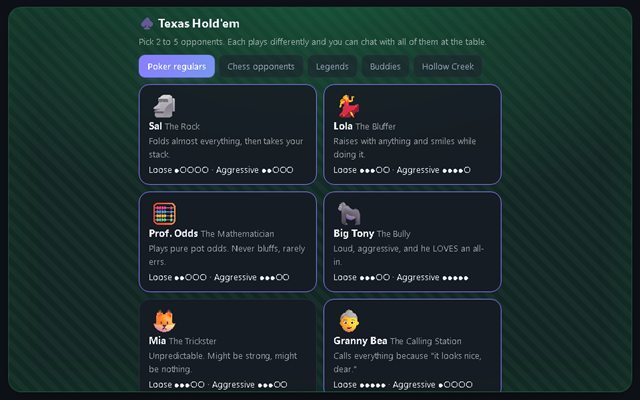 Texas Hold'em
Pick 2 to 5 opponents. Each plays differently and you can chat with all of them at the table.
Poker regulars Chess opponents Legends Buddies Hollow Creek
Sal The Rock
Folds almost everything, then takes your
stack.
Loose ●○○○○ · Aggressive ●●○○○
Lola The Bluffer
Raises with anything and smiles while
doing it.
Loose ●●●○○ · Aggressive ●●●●○
Prof. Odds The Mathematician
Plays pure pot odds. Never bluffs, rarely
errs.
Loose ●●○○○ · Aggressive ●●●○○
Big Tony The Bully
Loud, aggressive, and he LOVES an all-
in.
Loose ●●●○○ · Aggressive ●●●●●
Mia The Trickster
Unpredictable. Might be strong, might
be nothing.
Loose ●●●○○ · Aggressive ●●●○○
Granny Bea The Calling Station
Calls everything because "it looks nice,
dear."
Loose ●●●●● · Aggressive ●○○○○